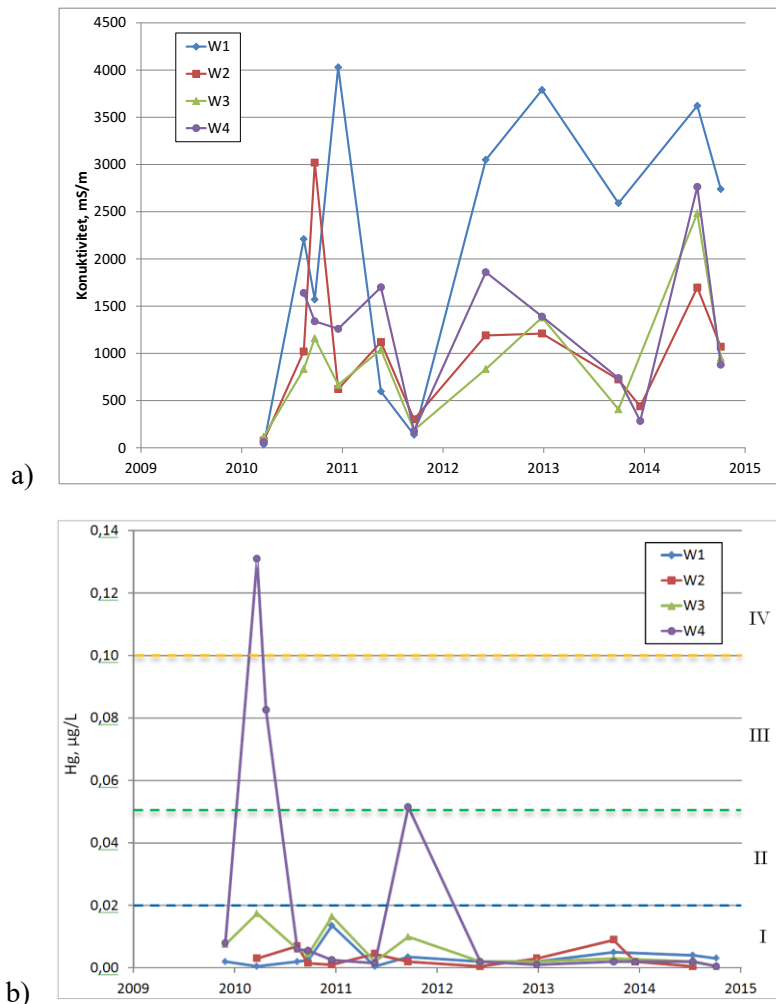 4500
4000
3500
3000
2500
2000
1500
1000
500
0
Konuktivitet, mS/m
W1
W2
W3
W4
2009 2010 2011 2012 2013 2014 2015
a)
0,14
0,12
0,10
0,08
0,06
0,04
0,02
0,00
Hg, µg/L
W1
W2
W3
W4
IV
III
II
I
2009 2010 2011 2012 2013 2014 2015
b)